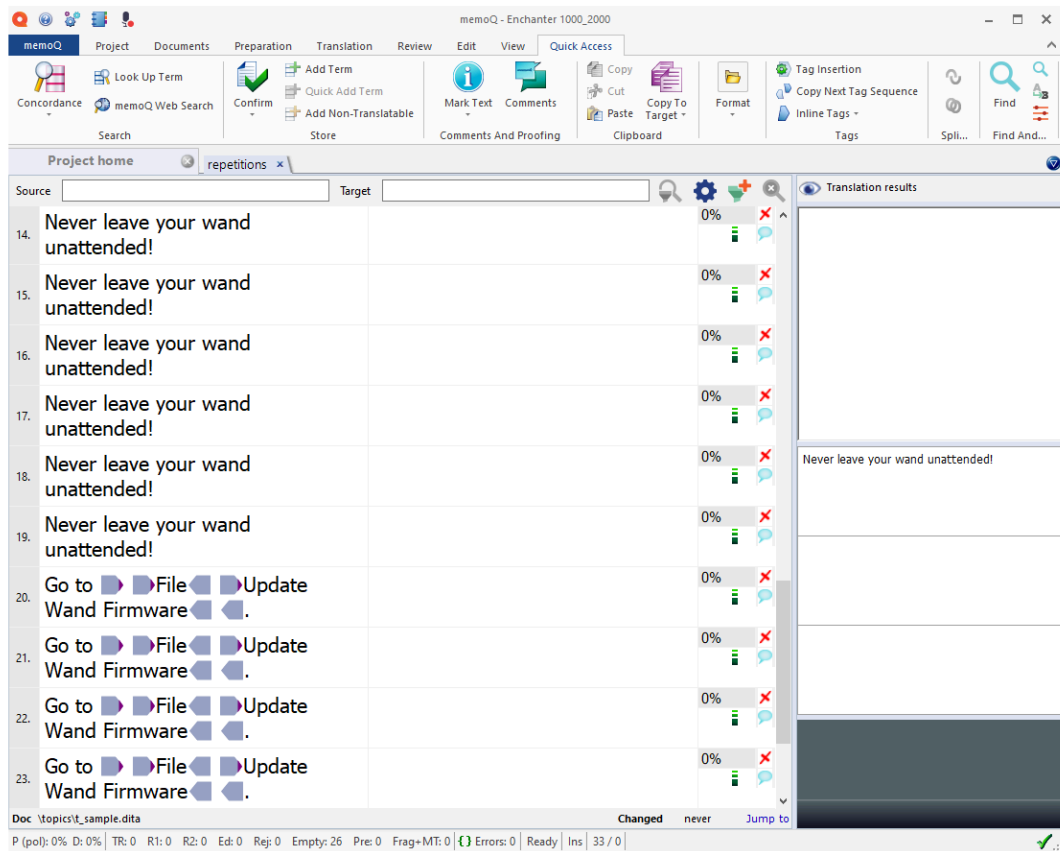 memoQ - Enchanter 1000_2000
memoQ Project Documents Preparation Translation Review Edit View Quick Access
Concordance
Look Up Term
memoQ Web Search
Search
Confirm
Add Term
Quick Add Term
Add Non-Translatable
Store
Mark Text Comments
Comments And Proofing
Copy
Cut
Paste
Copy To
Target
Clipboard
Format
Tag Insertion
Copy Next Tag Sequence
Inline Tags
Tags
Spli...
Find
Find And...
Project home repetitions
Source Target
Translation results
14. Never leave your wand 0%
unattended!
15. Never leave your wand 0%
unattended!
16. Never leave your wand 0%
unattended!
17. Never leave your wand 0%
unattended!
18. Never leave your wand 0%
unattended!
19. Never leave your wand 0%
unattended!
20. Go to File Update 0%
Wand Firmware .
21. Go to File Update 0%
Wand Firmware .
22. Go to File Update 0%
Wand Firmware .
23. Go to File Update 0%
Wand Firmware .
Never leave your wand unattended!
Doc \topics\t_sample.dita Changed never Jump to
P (pol): 0% D: 0% TR: 0 R1: 0 R2: 0 Ed: 0 Rej: 0 Empty: 26 Pre: 0 Frag+MT: 0 {} Errors: 0 Ready Ins 33 / 0